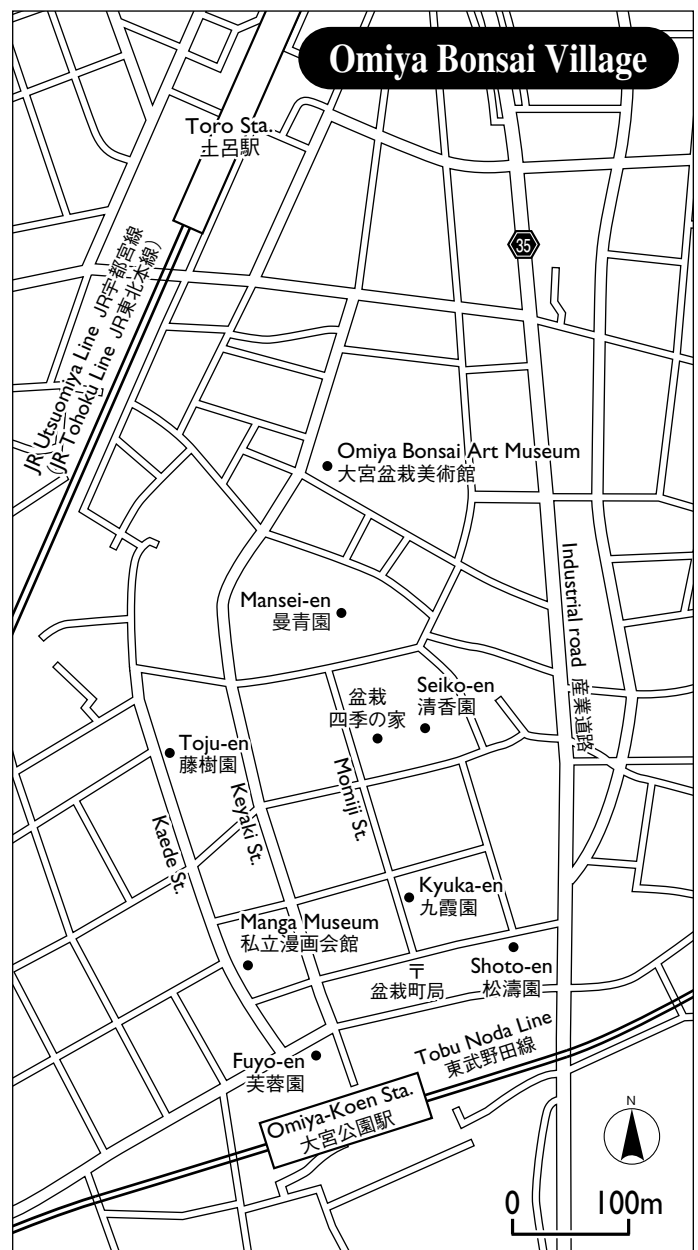 Omiya Bonsai Village
Toro Sta.
土呂駅
35
JR Utsuomiya Line JR宇都宮線
(JR Tohoku Line JR東北本線)
Omiya Bonsai Art Museum
大宮盆栽美術館
Industrial road 産業道路
Mansei-en
曼青園
盆栽
四季の家
Seiko-en
清香園
Toju-en
藤樹園
Kaede St.
Keyaki St.
Momiji St.
Kyuka-en
九霞園
Manga Museum
私立漫画会館
〒
盆栽町局
Shoto-en
松濤園
Fuyo-en
芙蓉園
Tobu Noda Line
東武野田線
Omiya-Koen Sta.
大宮公園駅
N
0 100m